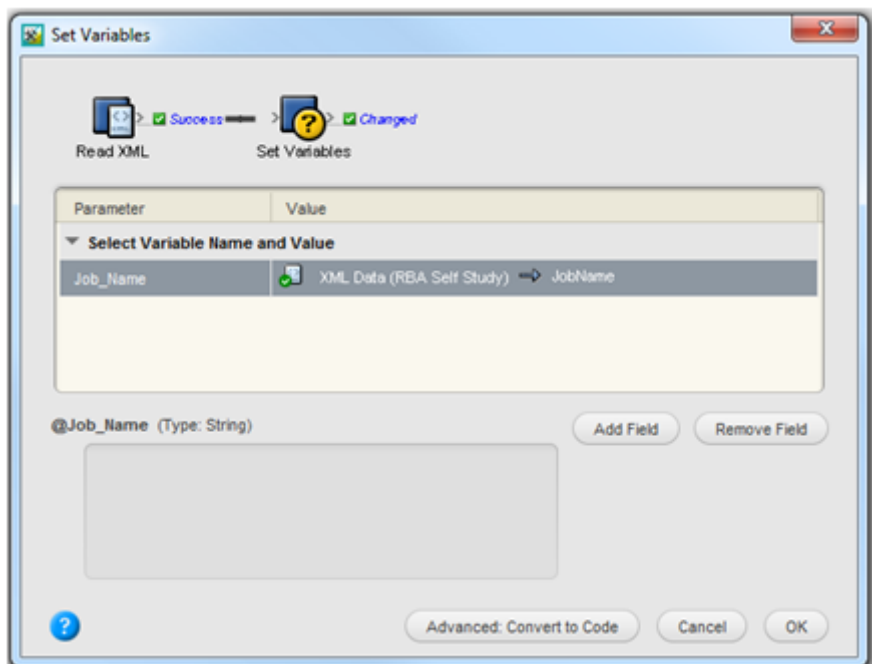 Set Variables
Success Changed
Read XML Set Variables
Parameter Value
Select Variable Name and Value
Job_Name XML Data (RBA Self Study) JobName
@Job_Name (Type: String) Add Field Remove Field
? Advanced: Convert to Code Cancel OK